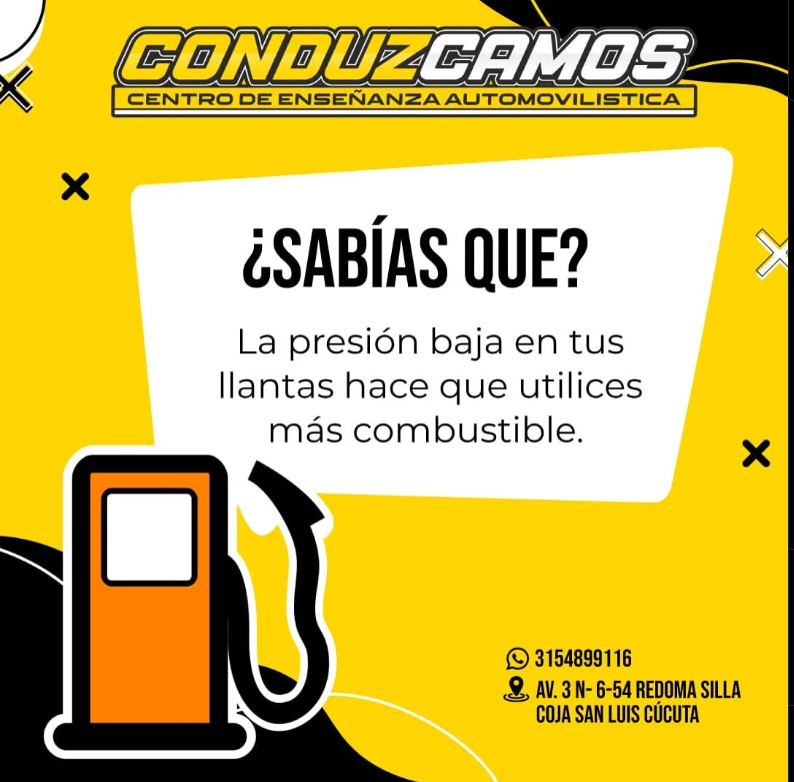 CONDUZCAMOS
CENTRO DE ENSEÑANZA AUTOMOVILISTICA
¿SABÍAS QUE?
La presión baja en tus
llantas hace que utilices
más combustible.
3154899116
AV. 3 N- 6-54 REDOMA SILLA
COJA SAN LUIS CÚCUTA